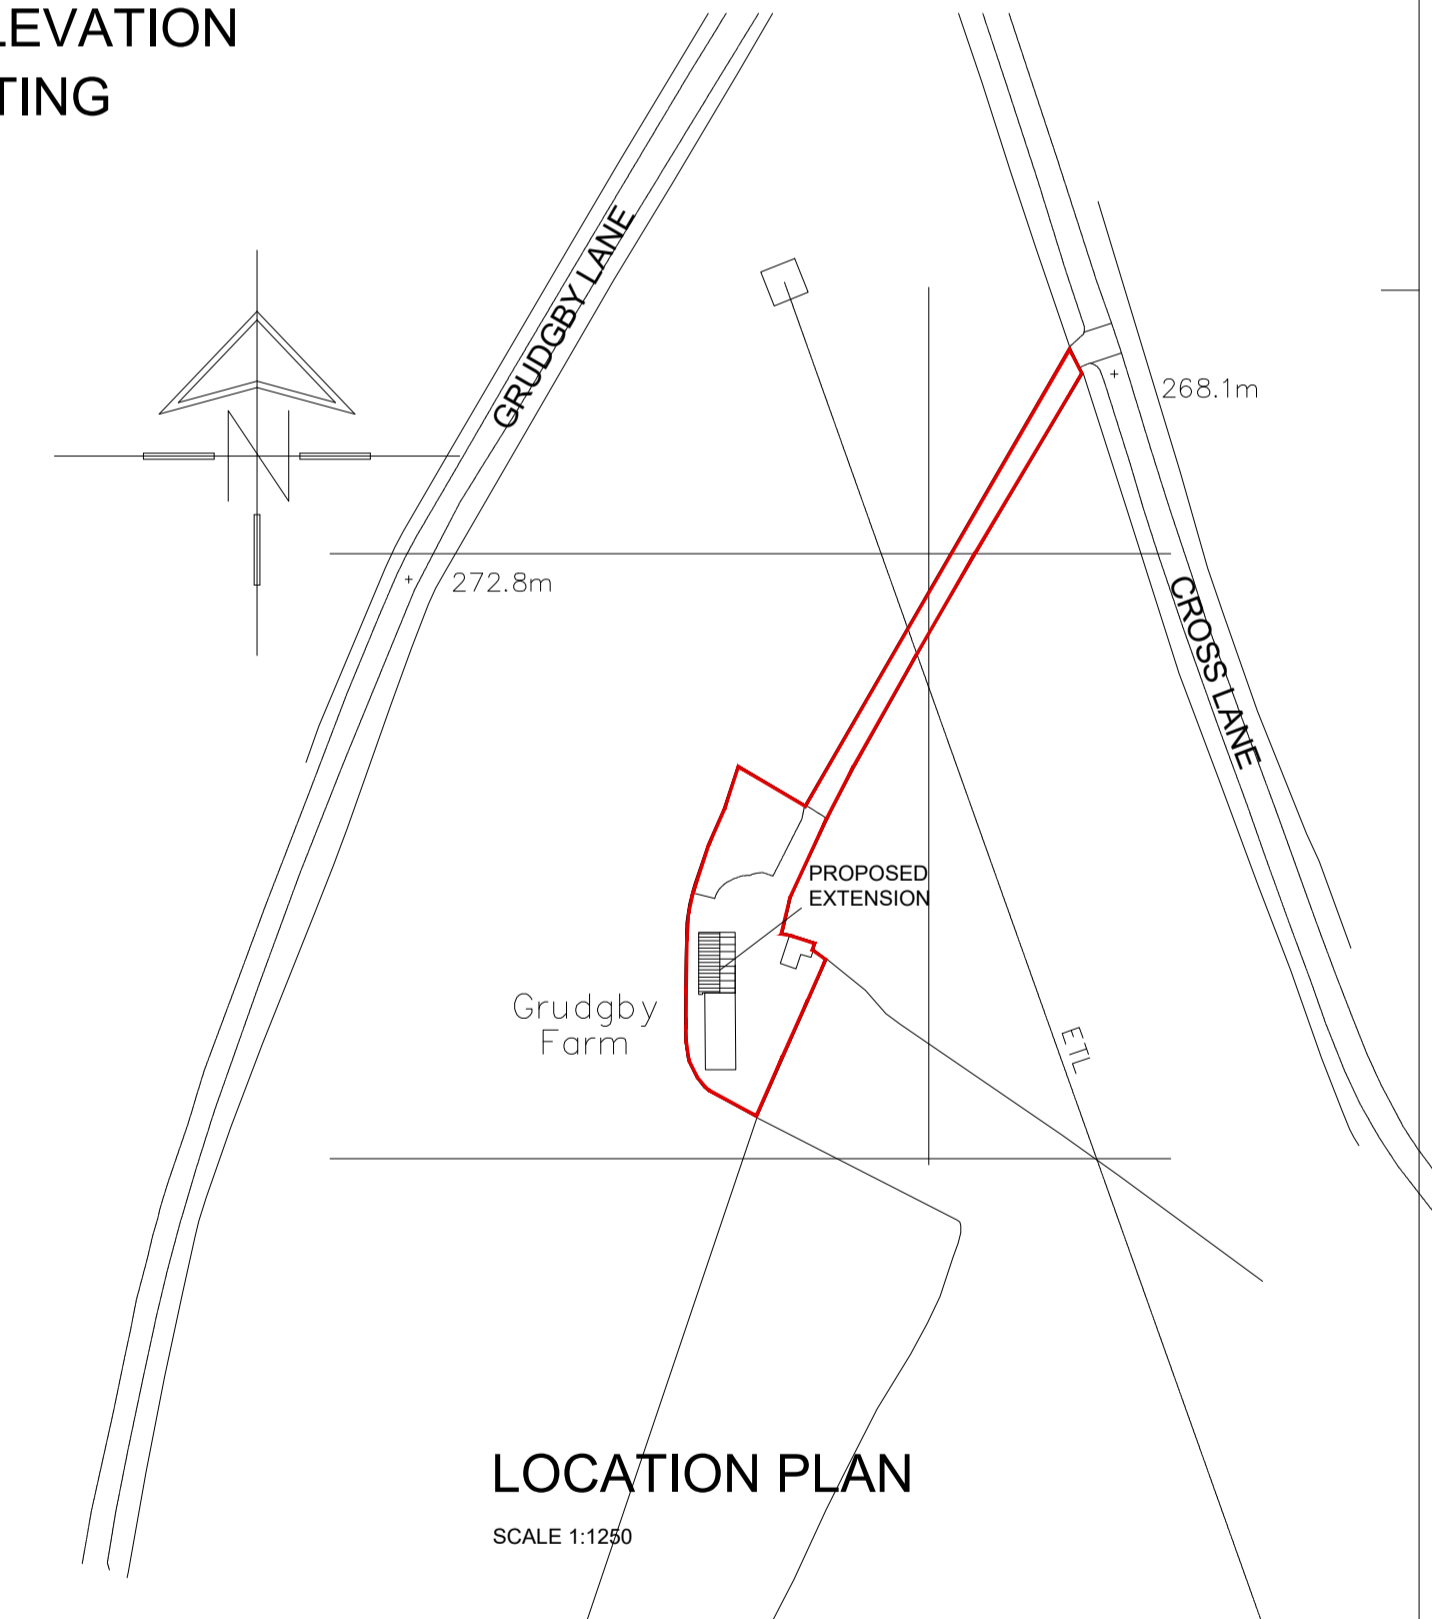 LEVATION
TING
GRUDGBY LANE
N
268.1m
272.8m
CROSS LANE
PROPOSED
EXTENSION
Grudgby
Farm
ETL
LOCATION PLAN
SCALE 1:1250